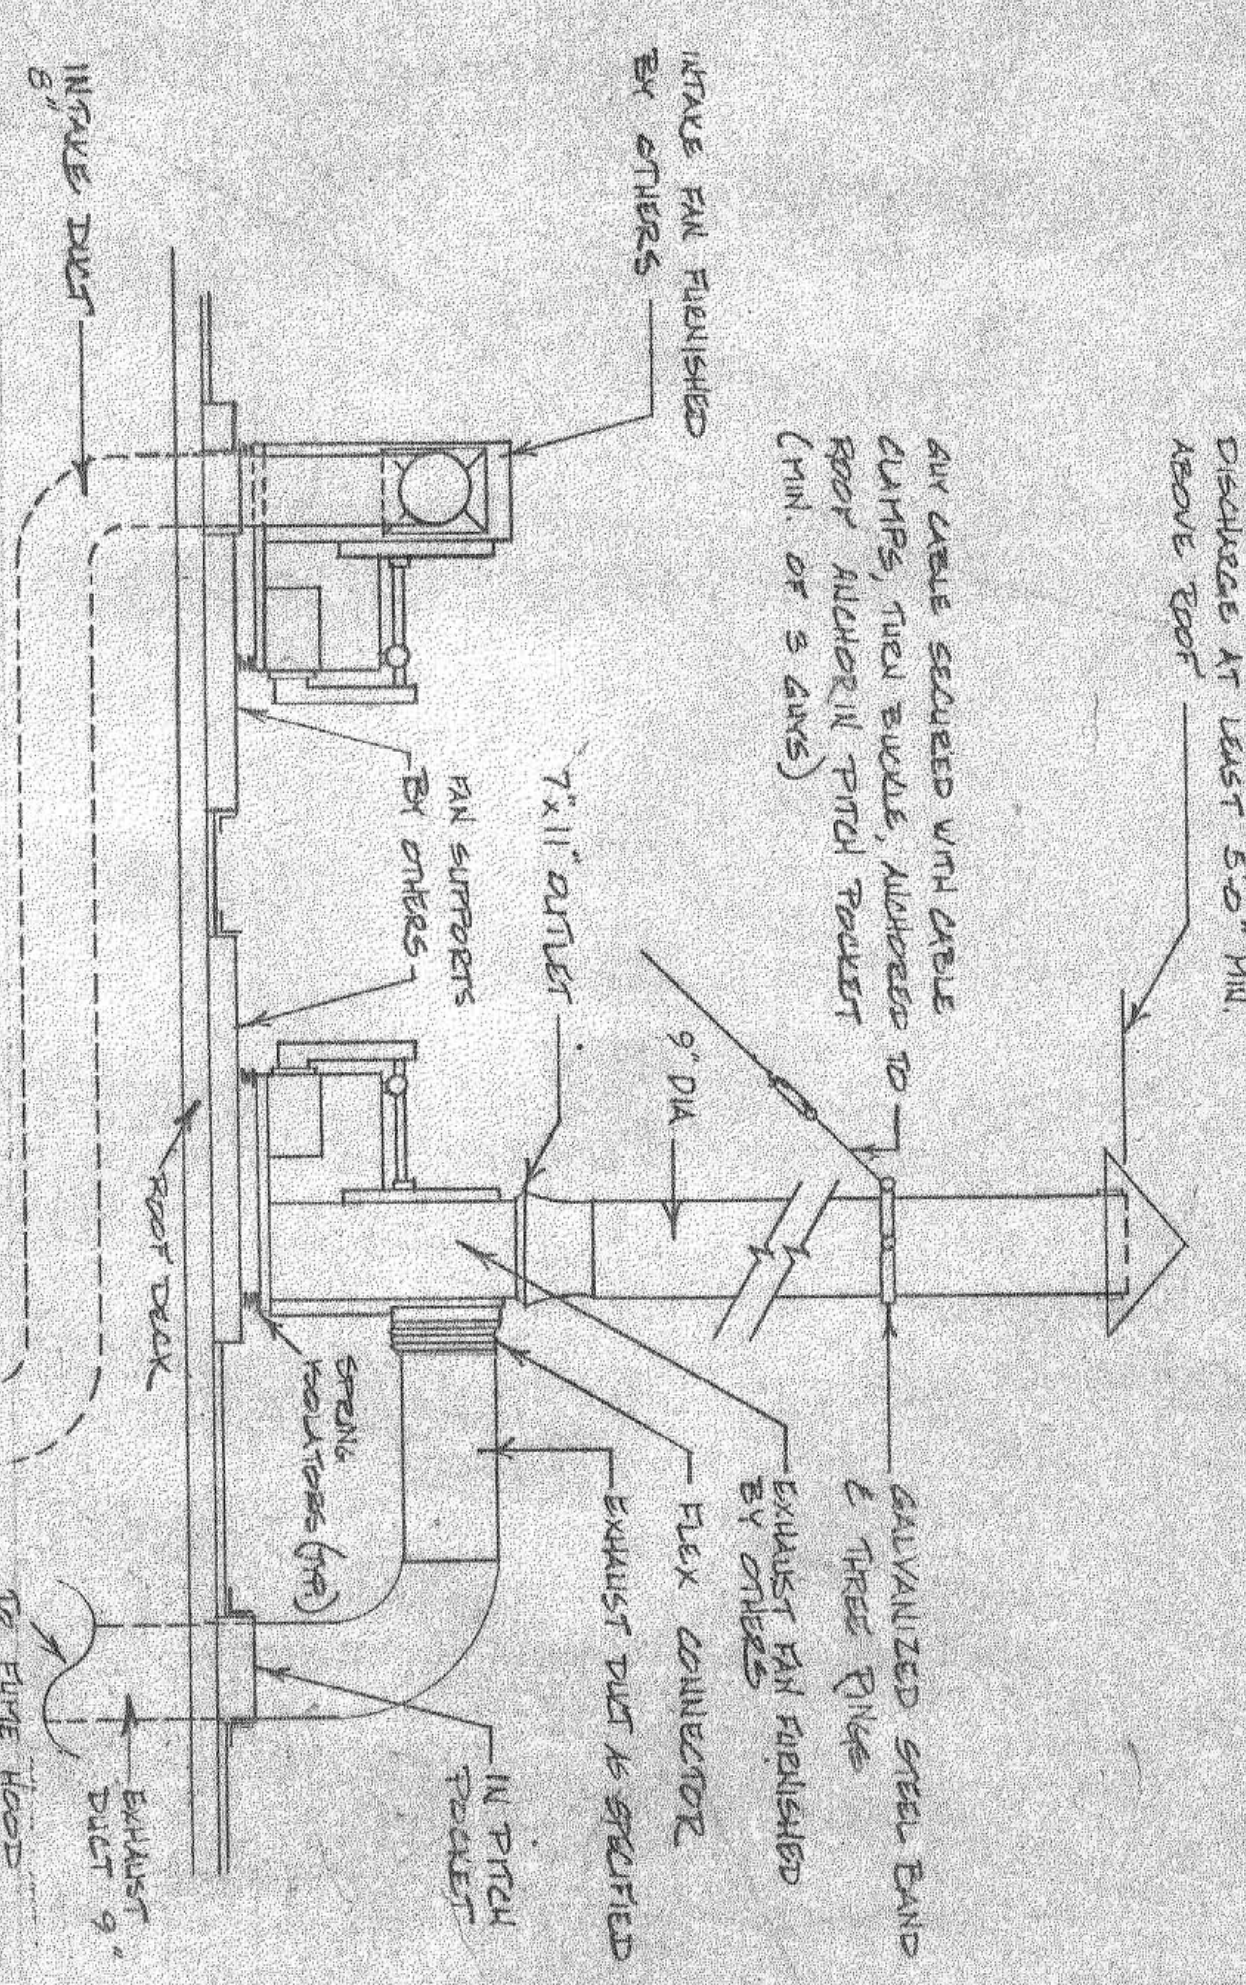 DISCHARGE AT LEAST 5'-0" MIN.
ABOVE ROOF
GUY CABLE SECURED WITH CABLE
CLAMPS, TURN BUCKLE, ANCHORED TO
ROOF ANCHOR IN PITCH POCKET
(MIN. OF 3 GUYS)
INTAKE FAN FURNISHED
BY OTHERS
9" DIA
7"x11" OUTLET
FAN SUPPORTS
BY OTHERS
GALVANIZED STEEL BAND
& THREE RINGS
EXHAUST FAN FURNISHED
BY OTHERS
FLEX CONNECTOR
EXHAUST DUCT AS SPECIFIED
IN PITCH
POCKET
SPRING
ISOLATORS (TYP)
ROOF DECK
INTAKE DUCT
8"
EXHAUST
DUCT 9"
TO FUME HOOD